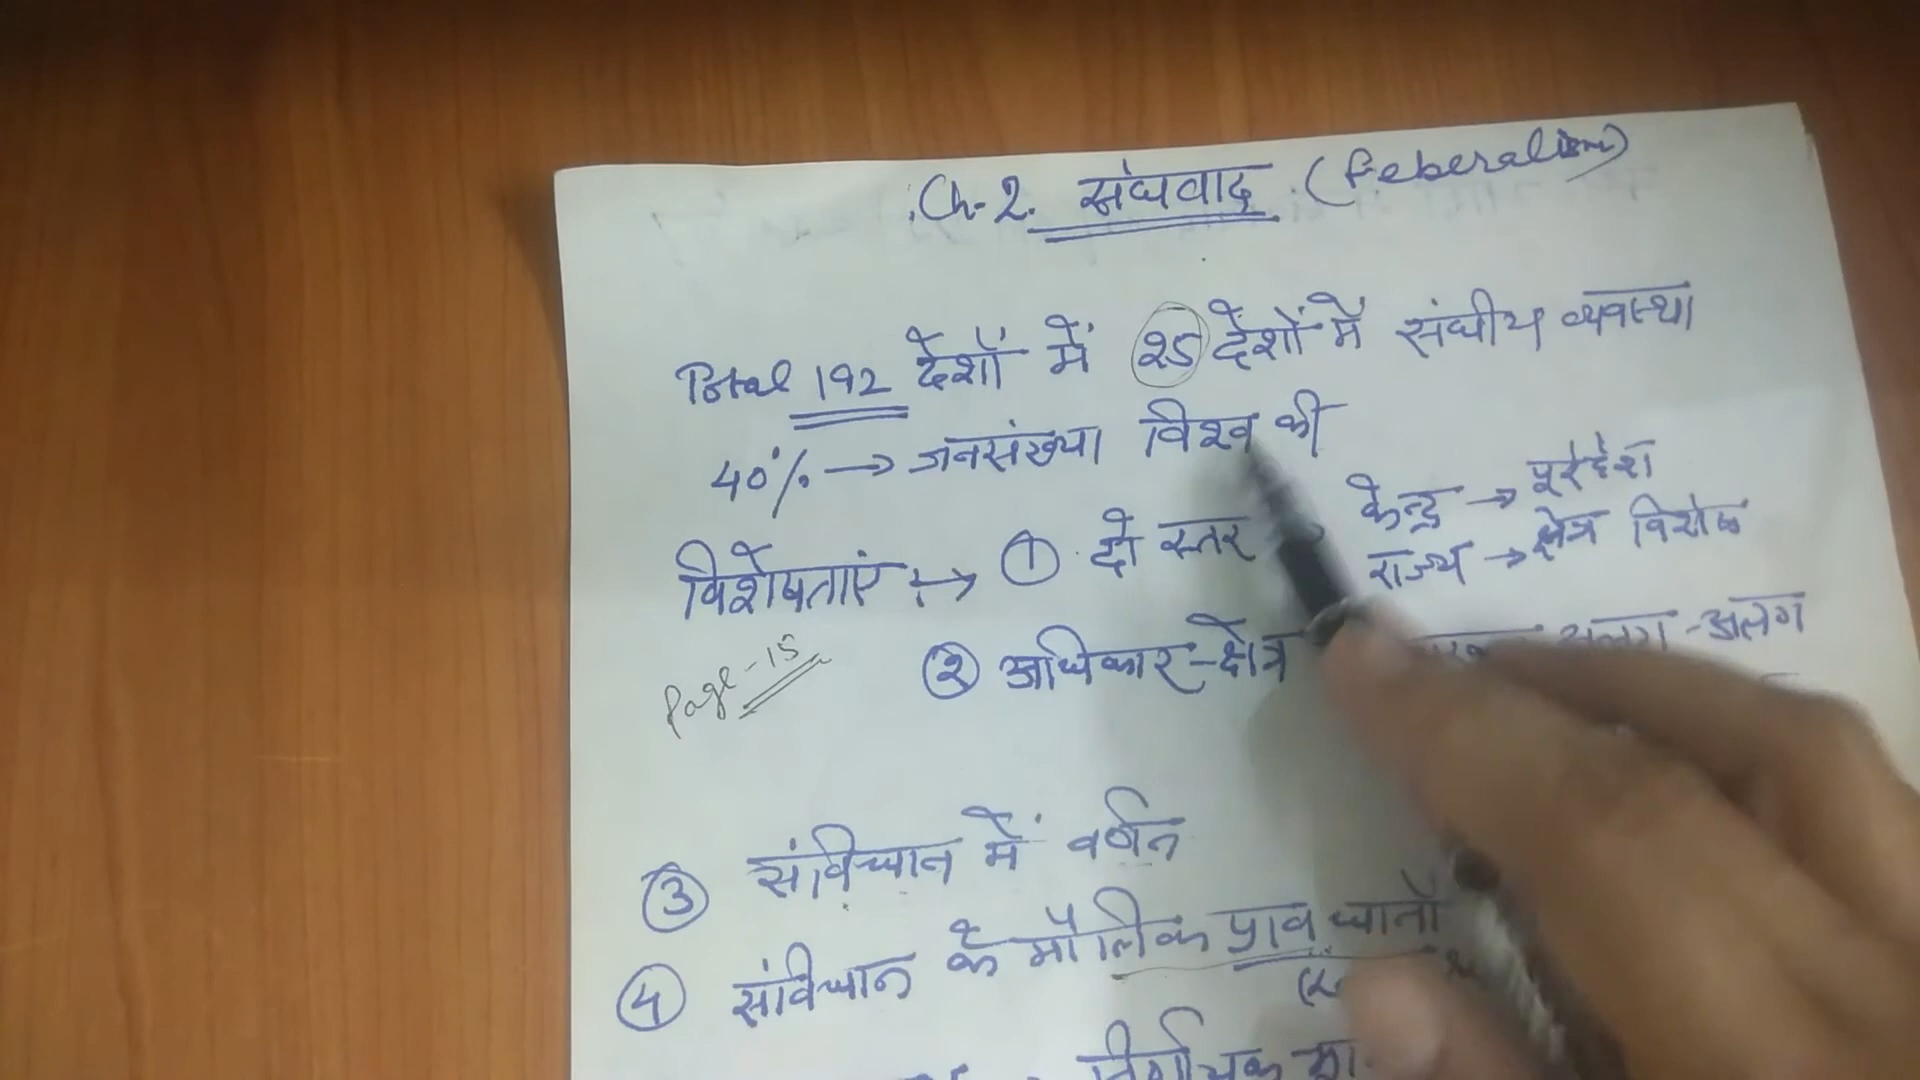 Ch-2. संघवाद (Feberalism)
Total 192 देशों में 25 देशों में संघीय व्यवस्था
40% → जनसंख्या विश्व की
विशेषताएं → ① दो स्तर केन्द्र → पूरे देश
राज्य → क्षेत्र विशेष
Page-15
② अधिकार-क्षेत्र अलग-अलग
③ संविधान में वर्णन
④ संविधान के मौलिक प्रावधानों